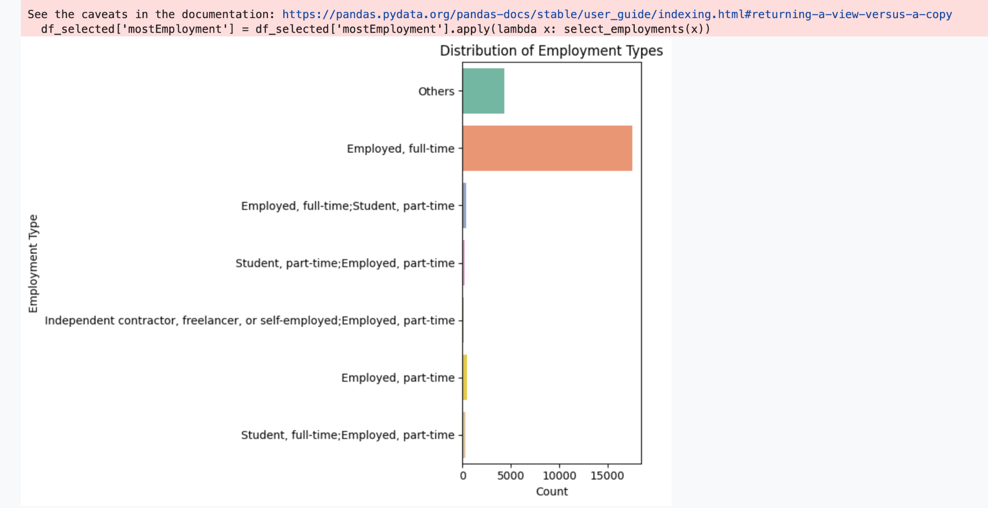 See the caveats in the documentation: https://pandas.pydata.org/pandas-docs/stable/user_guide/indexing.html#returning-a-view-versus-a-copy
df_selected['mostEmployment'] = df_selected['mostEmployment'].apply(lambda x: select_employments(x))
Distribution of Employment Types
Others
Employed, full-time
Employed, full-time;Student, part-time
Student, part-time;Employed, part-time
Independent contractor, freelancer, or self-employed;Employed, part-time
Employed, part-time
Student, full-time;Employed, part-time
Employment Type
0 5000 10000 15000
Count